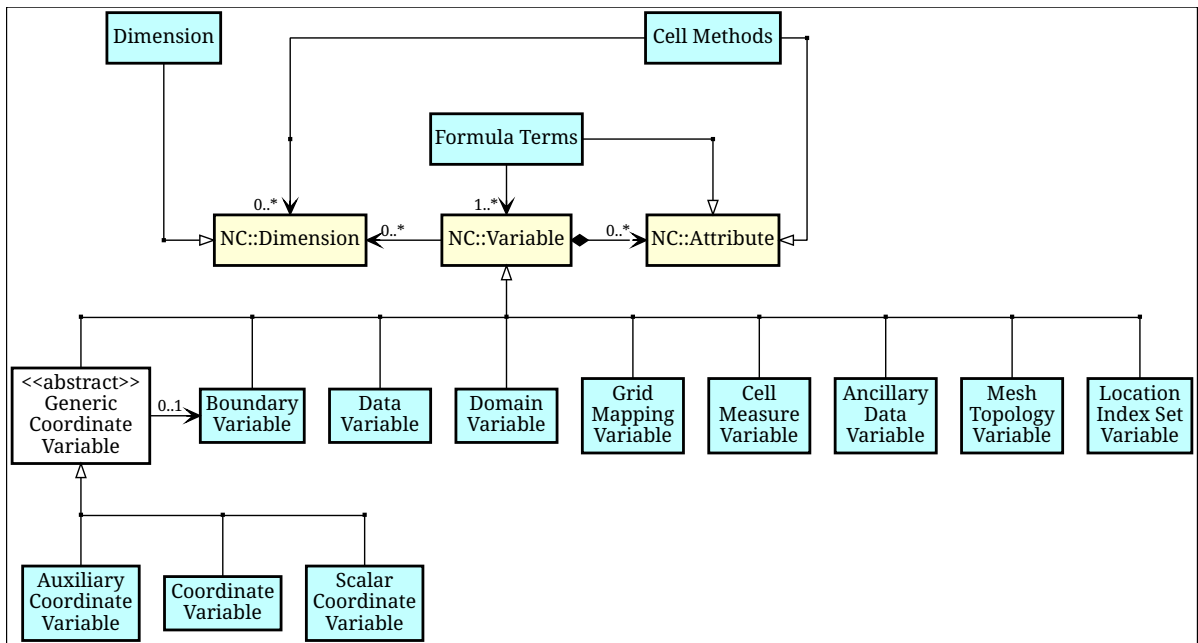 Dimension
Cell Methods
Formula Terms
0..*
1..*
NC::Dimension
0..*
NC::Variable
0..*
NC::Attribute
<<abstract>>
Generic
Coordinate
Variable
0..1
Boundary
Variable
Data
Variable
Domain
Variable
Grid
Mapping
Variable
Cell
Measure
Variable
Ancillary
Data
Variable
Mesh
Topology
Variable
Location
Index Set
Variable
Auxiliary
Coordinate
Variable
Coordinate
Variable
Scalar
Coordinate
Variable